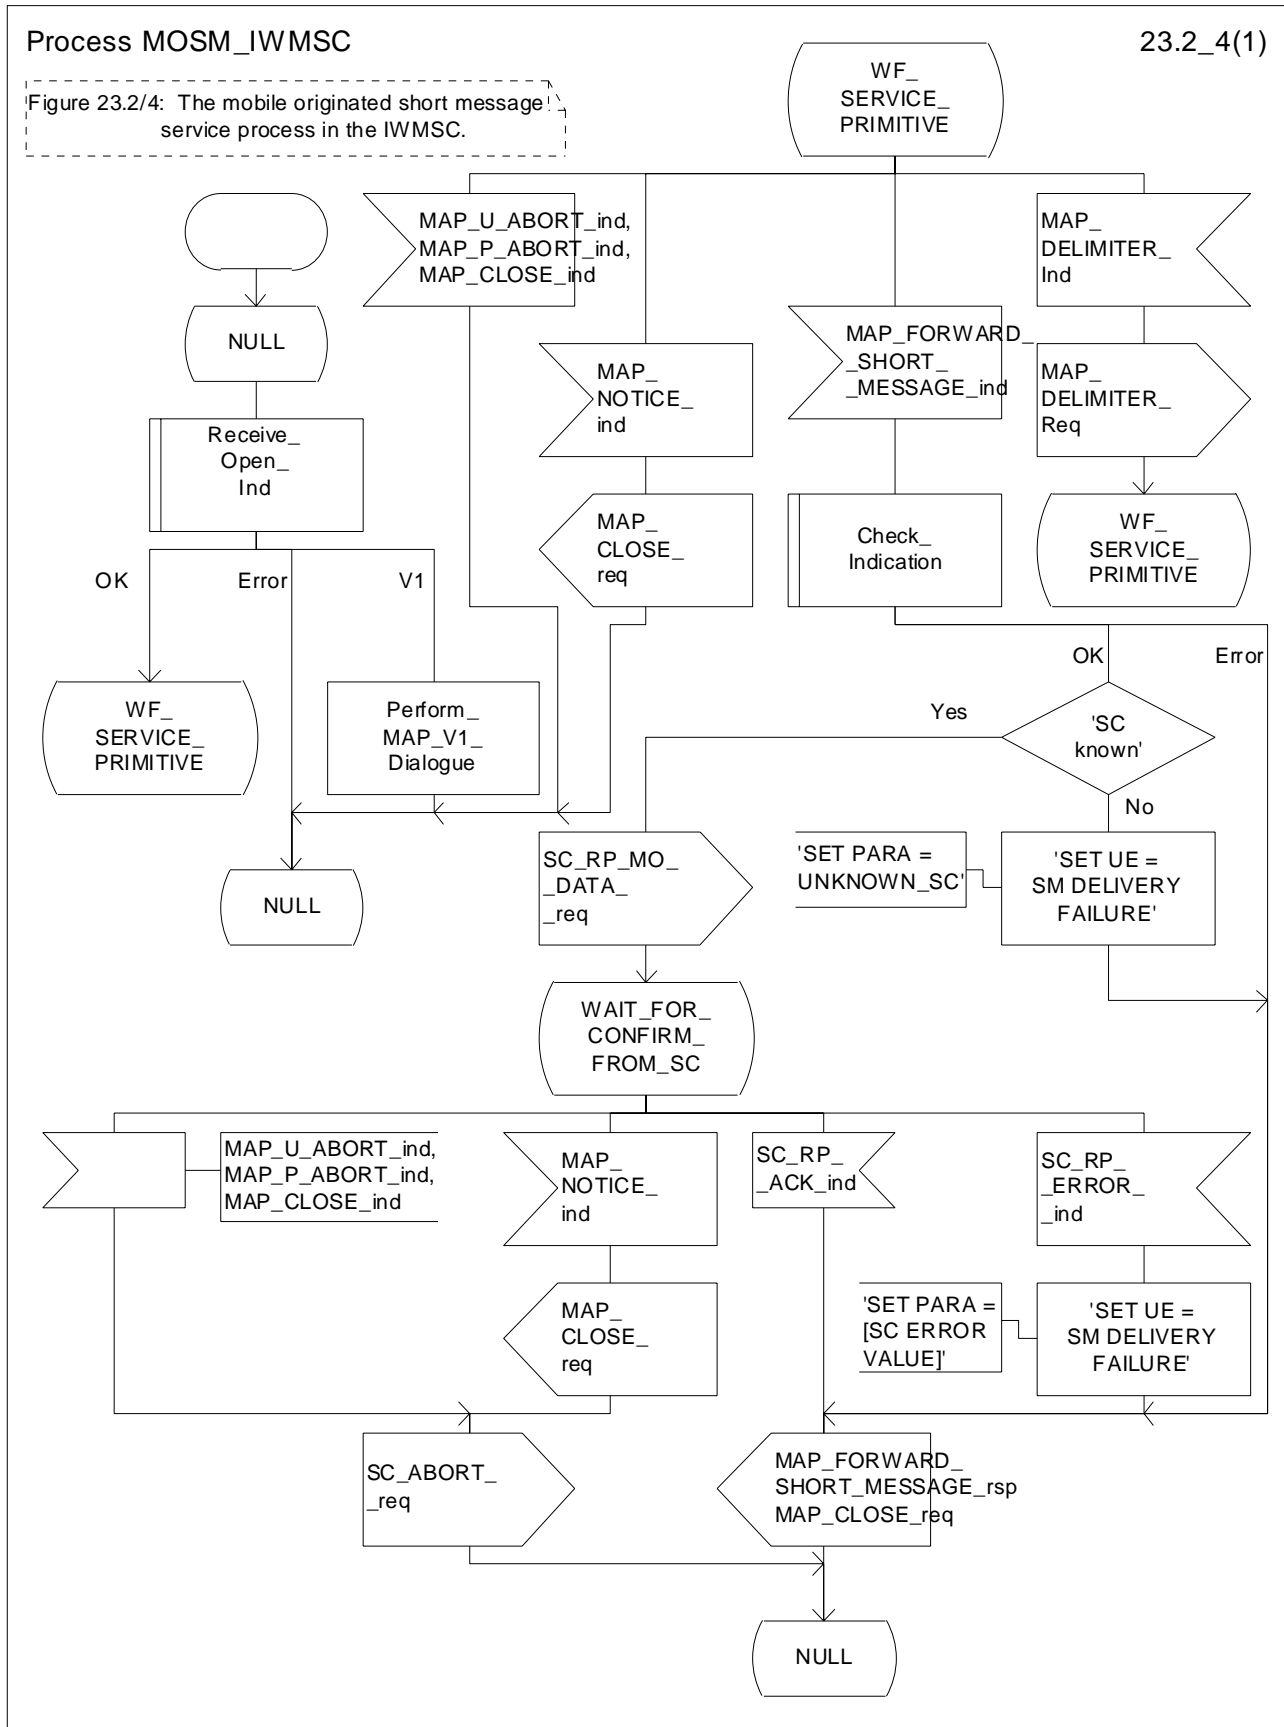 Process MOSM_IWMSC
23.2_4(1)
Figure 23.2/4: The mobile originated short message
service process in the IWMSC.
WF_
SERVICE_
PRIMITIVE
MAP_U_ABORT_ind,
MAP_P_ABORT_ind,
MAP_CLOSE_ind
MAP_
DELIMITER_
Ind
NULL
MAP_
NOTICE_
ind
MAP_FORWARD_
_SHORT_
_MESSAGE_ind
MAP_
DELIMITER_
Req
Receive_
Open_
Ind
MAP_
CLOSE_
req
Check_
Indication
WF_
SERVICE_
PRIMITIVE
OK
Error
V1
OK
Error
WF_
SERVICE_
PRIMITIVE
Perform_
MAP_V1_
Dialogue
Yes
'SC
known'
No
NULL
SC_RP_MO_
_DATA_
_req
'SET PARA =
UNKNOWN_SC'
'SET UE =
SM DELIVERY
FAILURE'
WAIT_FOR_
CONFIRM_
FROM_SC
MAP_U_ABORT_ind,
MAP_P_ABORT_ind,
MAP_CLOSE_ind
MAP_
NOTICE_
ind
SC_RP_
_ACK_ind
SC_RP_
_ERROR_
_ind
MAP_
CLOSE_
req
'SET PARA =
[SC ERROR
VALUE]'
'SET UE =
SM DELIVERY
FAILURE'
SC_ABORT_
_req
MAP_FORWARD_
SHORT_MESSAGE_rsp
MAP_CLOSE_req
NULL